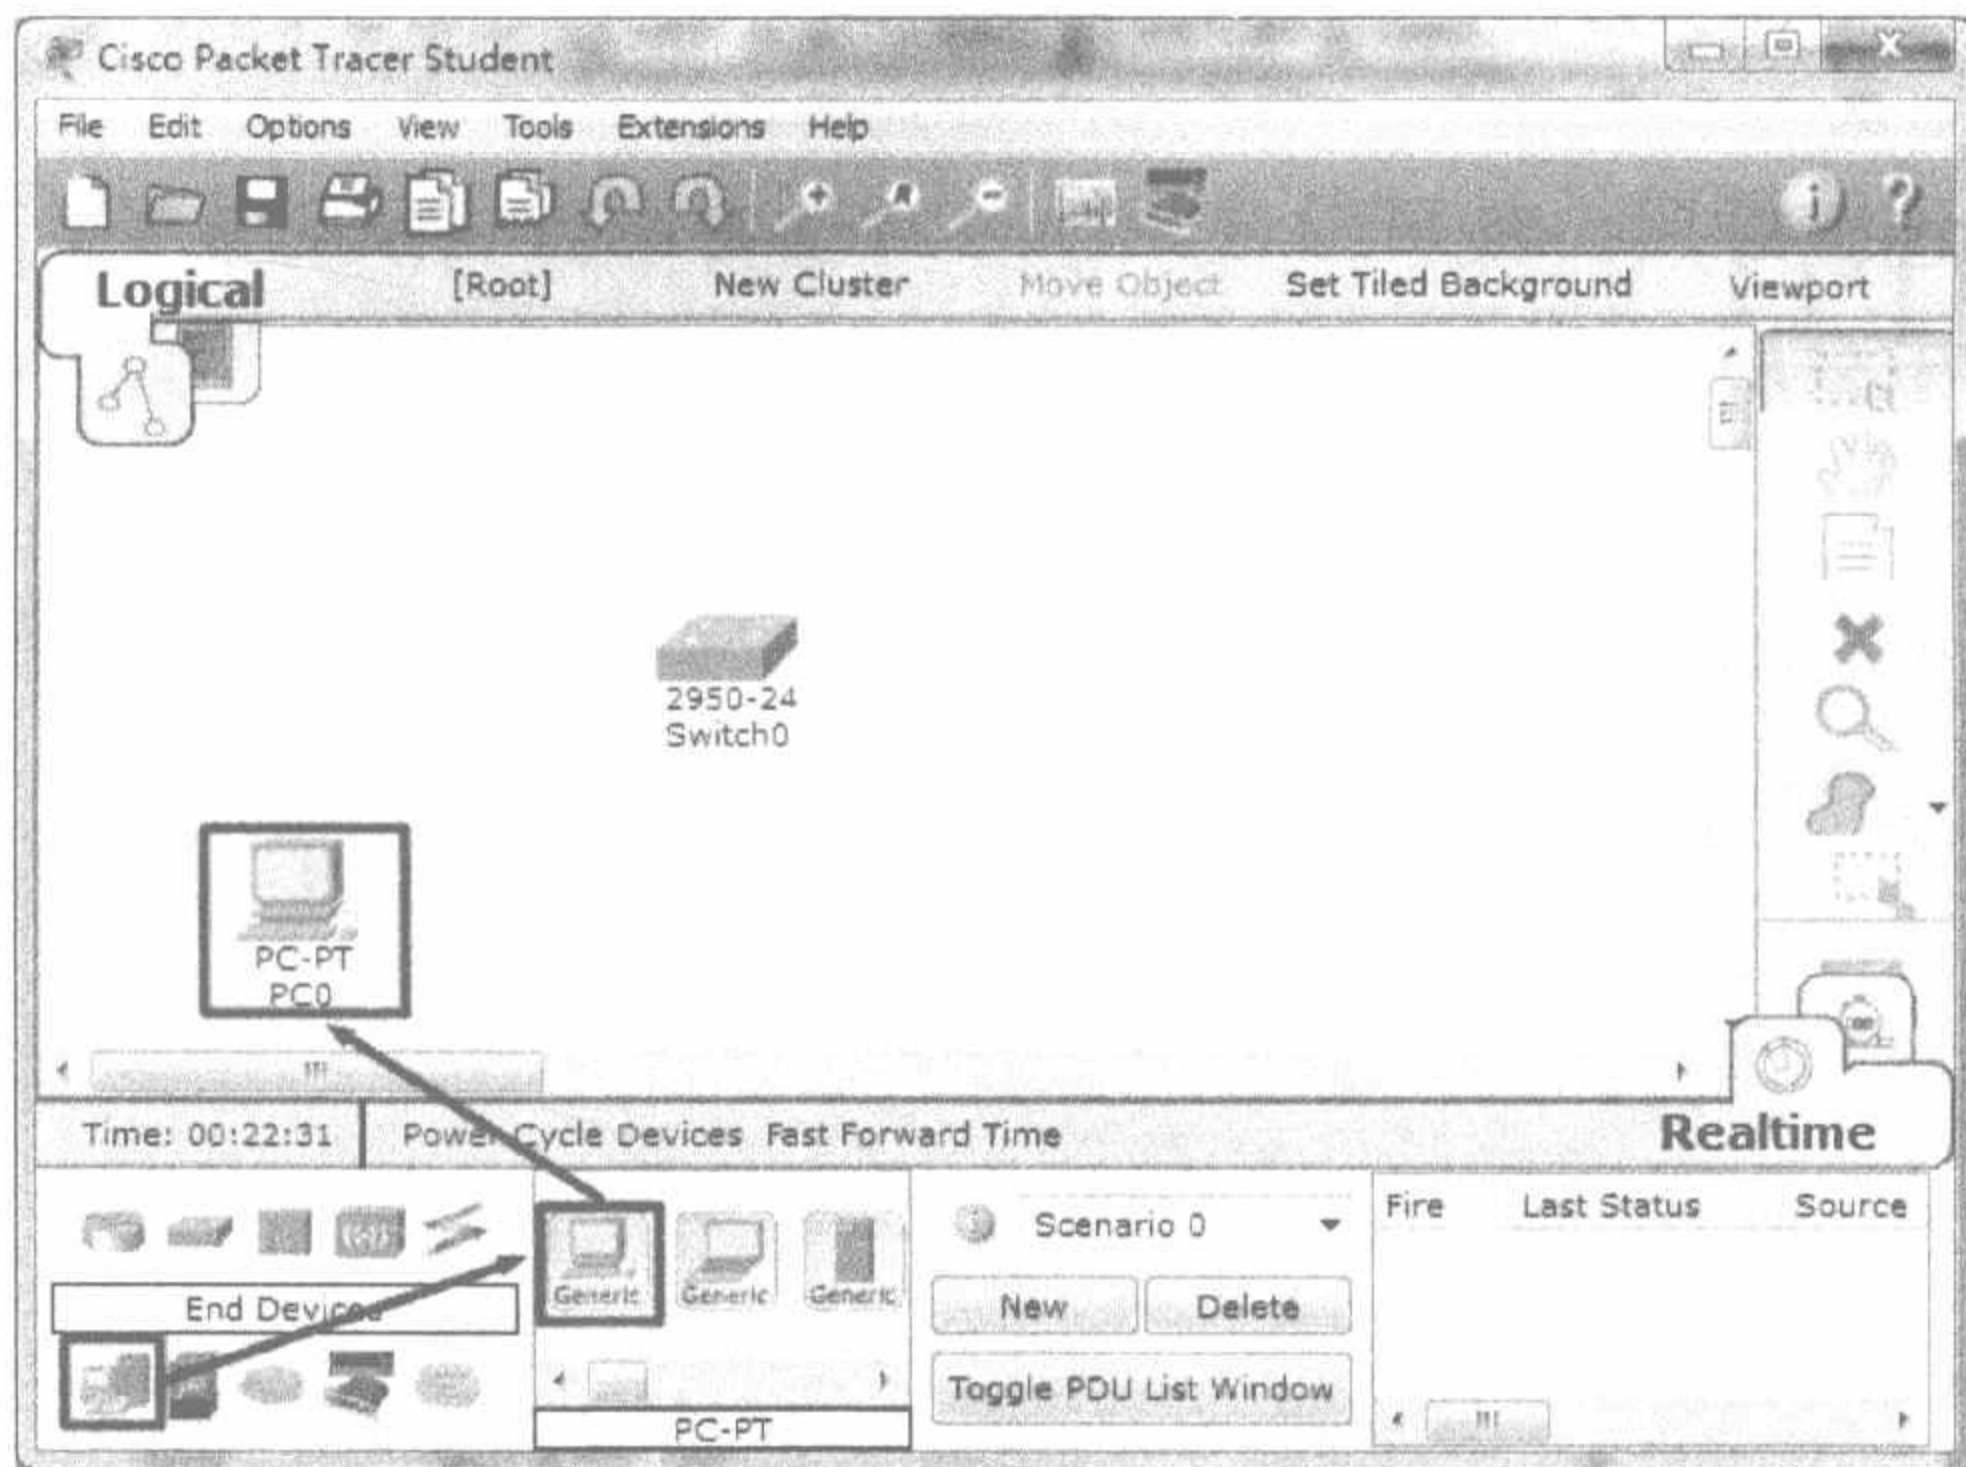 Cisco Packet Tracer Student
File Edit Options View Tools Extensions Help
Logical [Root] New Cluster Move Object Set Tiled Background Viewport
2950-24
Switch0
PC-PT
PC0
Time: 00:22:31 Power Cycle Devices Fast Forward Time Realtime
End Devices
Generic Generic Generic
PC-PT
Scenario 0
New Delete
Toggle PDU List Window
Fire Last Status Source